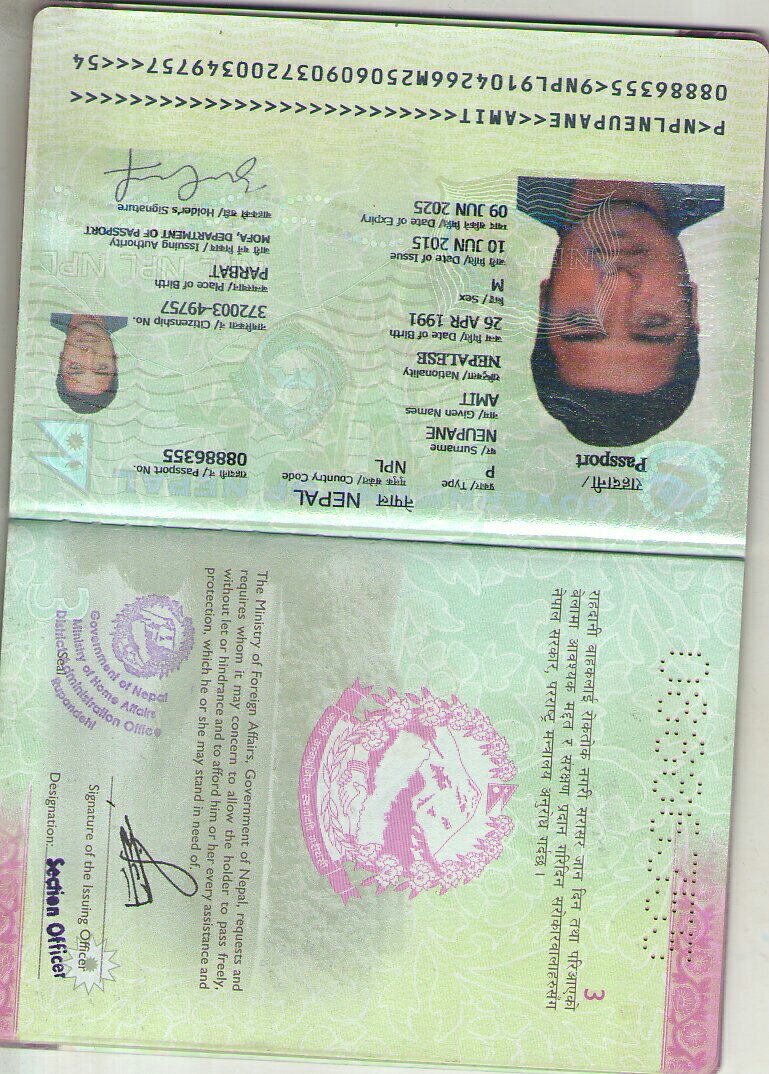 राहदानी/
Passport
नेपाल NEPAL
प्रकार/ Type
P
मुलुक संकेत/ Country Code
NPL
राहदानी नं/ Passport No.
08886355
थर/ Surname
NEUPANE
नाम/ Given Names
AMIT
राष्ट्रियता/ Nationality
NEPALESE
जन्म मिति/ Date of Birth
26 APR 1991
नागरिकता नं/ Citizenship No.
372003-49757
लिङ्ग/ Sex
M
जन्मस्थान/ Place of Birth
PARBAT
जारी मिति/ Date of Issue
10 JUN 2015
जारी गर्ने निकाय/ Issuing Authority
MOFA, DEPARTMENT OF PASSPORT
म्याद सकिने मिति/ Date of Expiry
09 JUN 2025
वाहकको सही/ Holder's Signature
P<NPLNEUPANE<<AMIT<<<<<<<<<<<<<<<<<<<<<<<<<<
08886355<9NPL9104266M250609037200349757<<<54
नेपाल सरकार, परराष्ट्र मन्त्रालय अनुरोध गर्दछ ।
राहदानी वाहकलाई रोकतोक नगरी सरासर जान दिन तथा परिआएको
बेलामा आवश्यक मद्दत र संरक्षण प्रदान गरिदिन सरोकारवालाहरुसँग
3
The Ministry of Foreign Affairs, Government of Nepal, requests and
requires whom it may concern to allow the holder to pass freely,
without let or hindrance and to afford him or her every assistance and
protection, which he or she may stand in need of.
Government of Nepal
Ministry of Home Affairs
District Administration Office
Rupandehi
Seal
Signature of the Issuing Officer
Designation: Section Officer